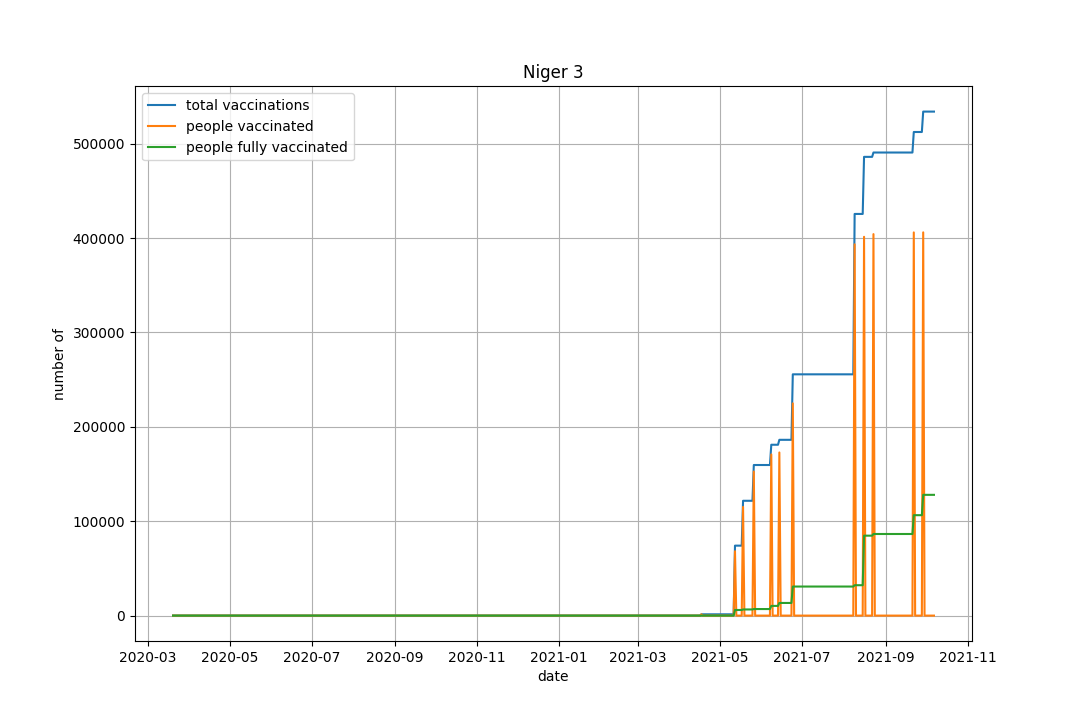 Niger 3
total vaccinations
people vaccinated
people fully vaccinated
500000
400000
300000
200000
100000
0
number of
2020-03 2020-05 2020-07 2020-09 2020-11 2021-01 2021-03 2021-05 2021-07 2021-09 2021-11
date